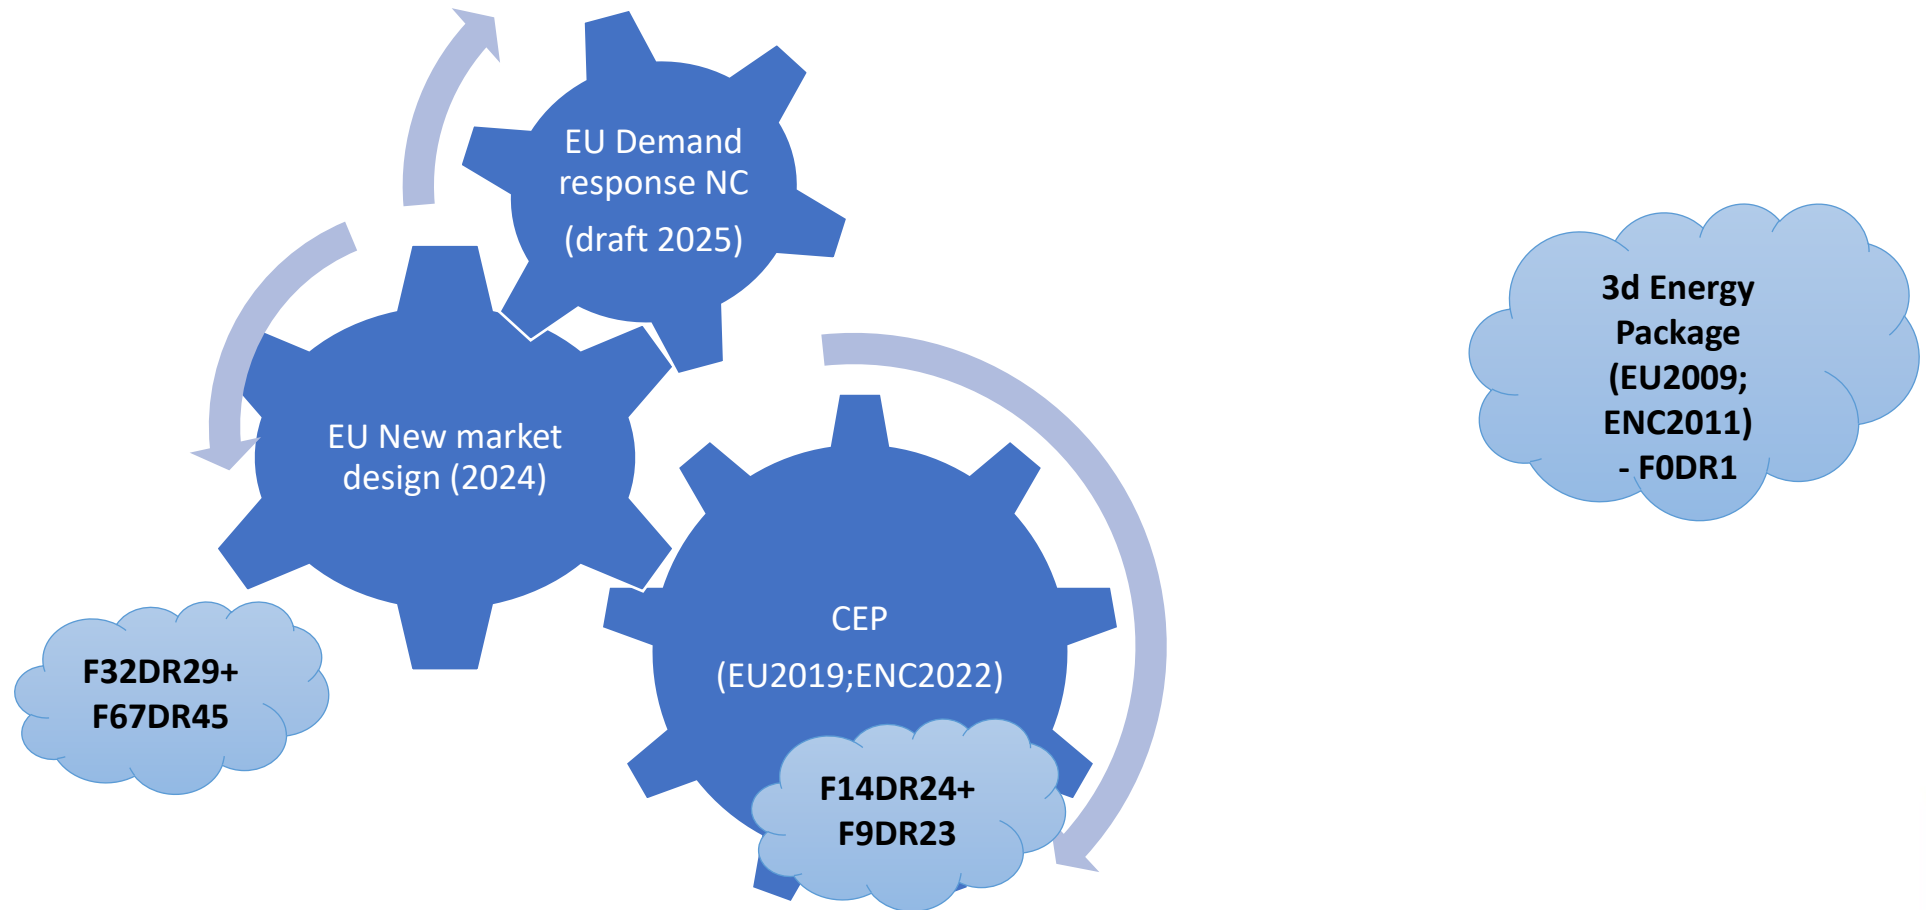 EU Demand
response NC
(draft 2025)
EU New market
design (2024)
CEP
(EU2019;ENC2022)
F32DR29+
F67DR45
F14DR24+
F9DR23
3d Energy
Package
(EU2009;
ENC2011)
- F0DR1